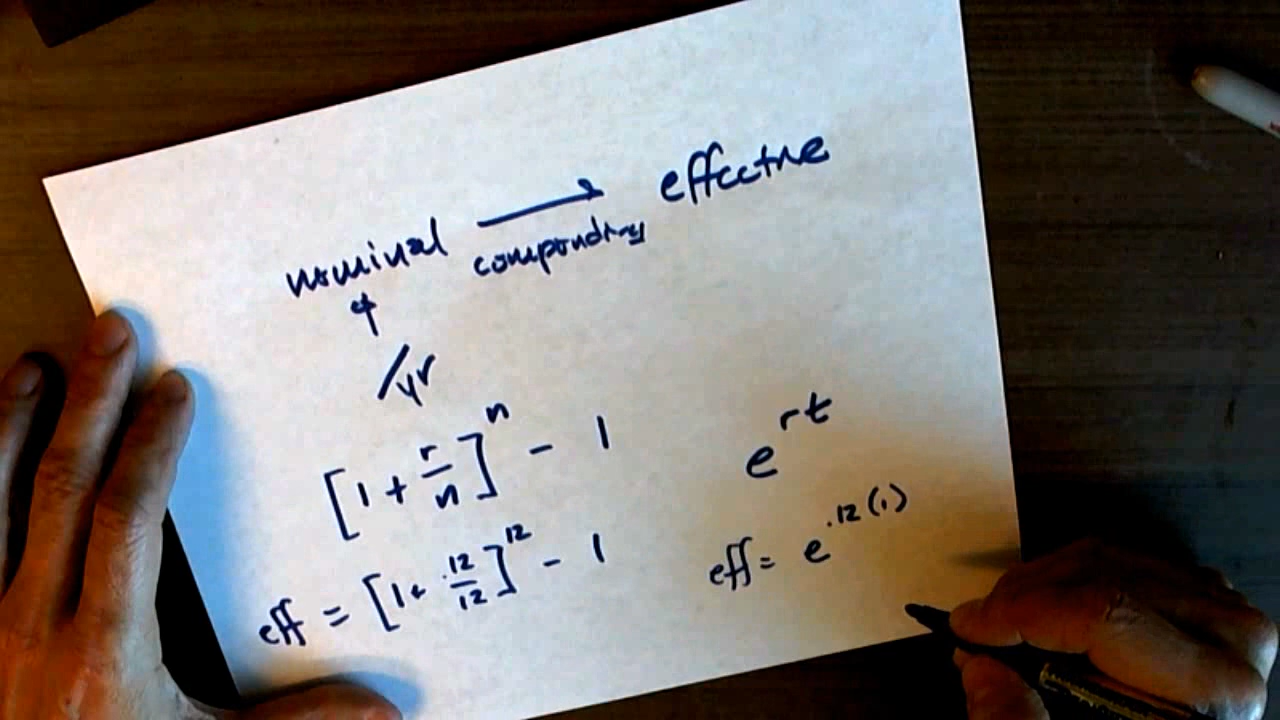 nominal → effective
compounding
↑
/yr
[1 + r/n]^n - 1
e^rt
eff = [1 + .12/12]^12 - 1
eff = e^.12(1)